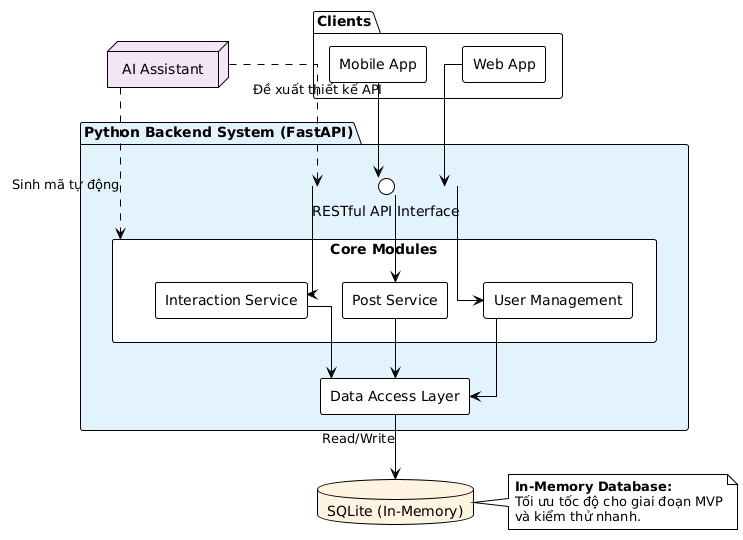 Clients
Mobile App
Web App
AI Assistant
Đề xuất thiết kế API
Python Backend System (FastAPI)
Sinh mã tự động
RESTful API Interface
Core Modules
Interaction Service
Post Service
User Management
Data Access Layer
Read/Write
SQLite (In-Memory)
In-Memory Database:
Tối ưu tốc độ cho giai đoạn MVP
và kiểm thử nhanh.